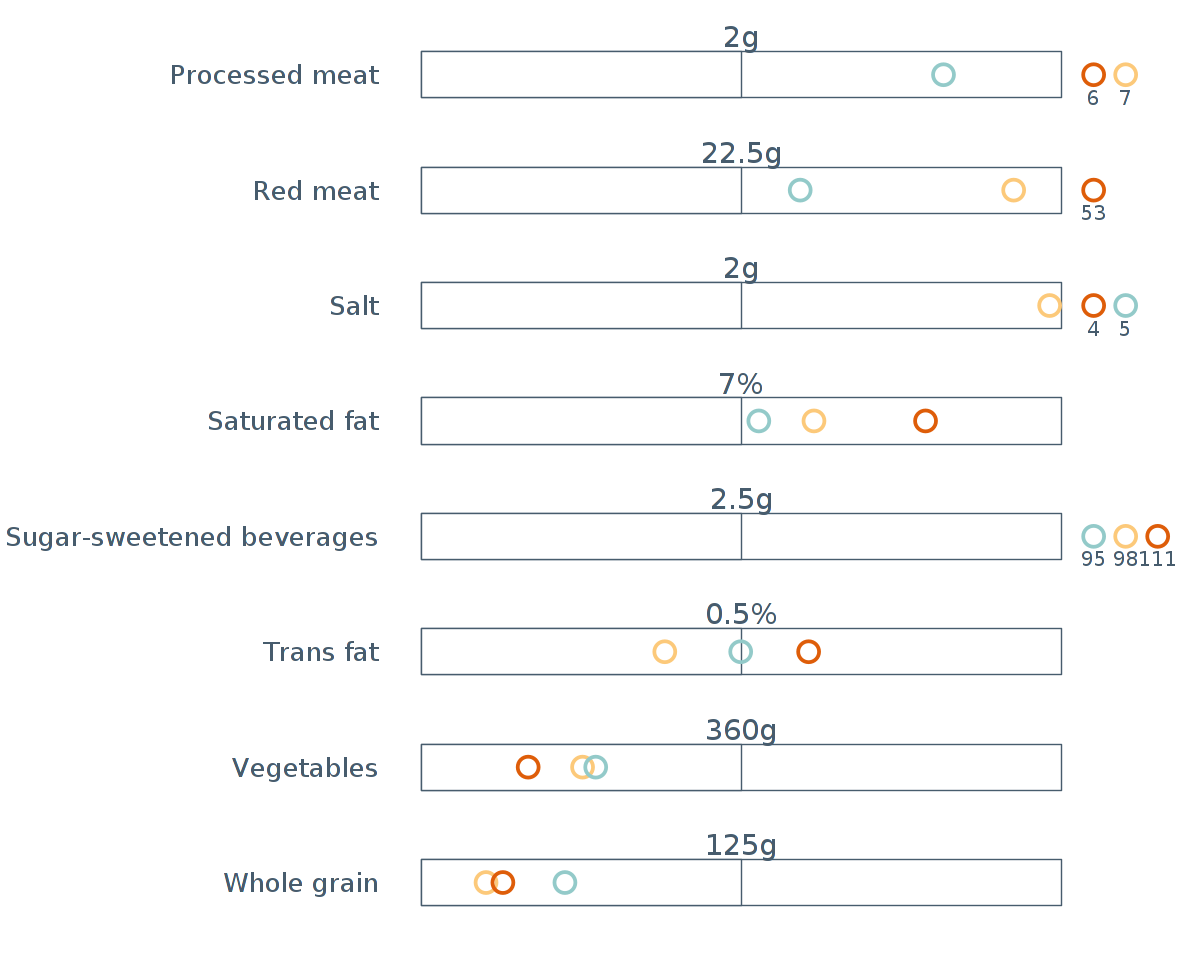 2g
Processed meat
6 7
22.5g
Red meat
53
2g
Salt
4 5
7%
Saturated fat
2.5g
Sugar-sweetened beverages
95 98 111
0.5%
Trans fat
360g
Vegetables
125g
Whole grain